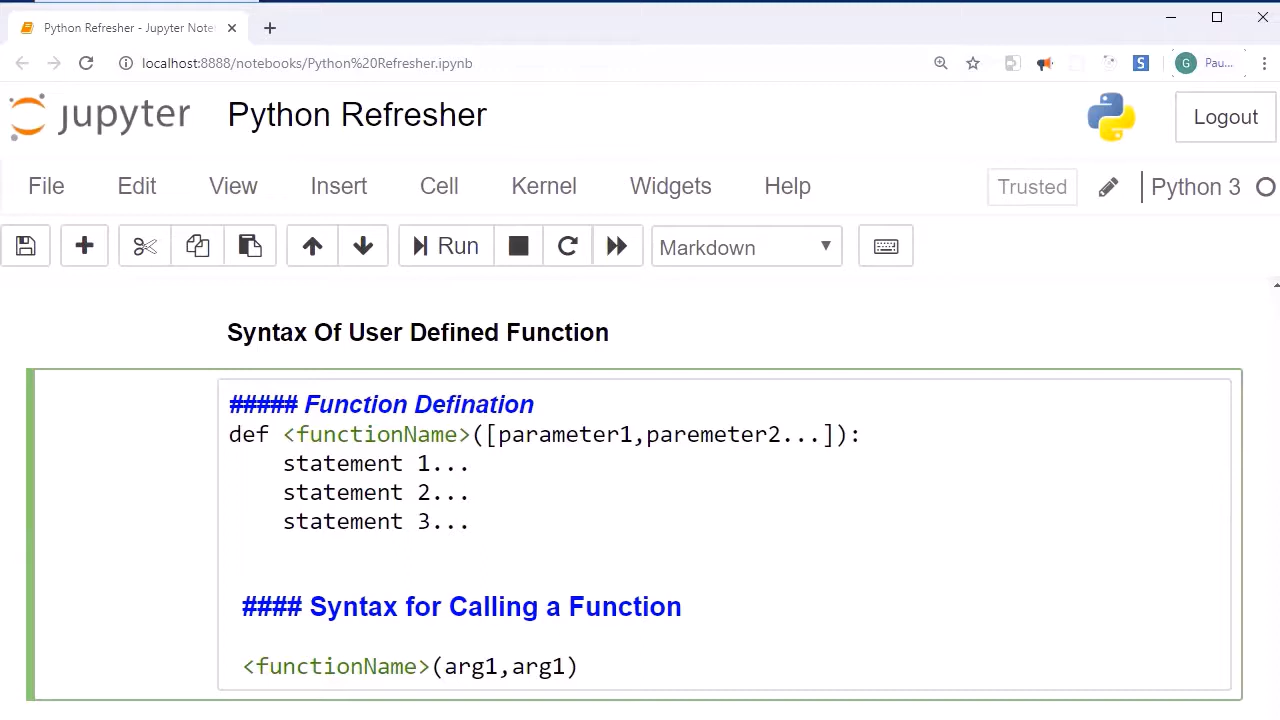 Python Refresher - Jupyter Note
localhost:8888/notebooks/Python%20Refresher.ipynb
S
G
Pau...
jupyter
Python Refresher
Logout
File Edit View Insert Cell Kernel Widgets Help
Trusted
Python 3
Run
Markdown
Syntax Of User Defined Function
##### Function Defination
def <functionName>([parameter1,paremeter2...]):
statement 1...
statement 2...
statement 3...
#### Syntax for Calling a Function
<functionName>(arg1,arg1)